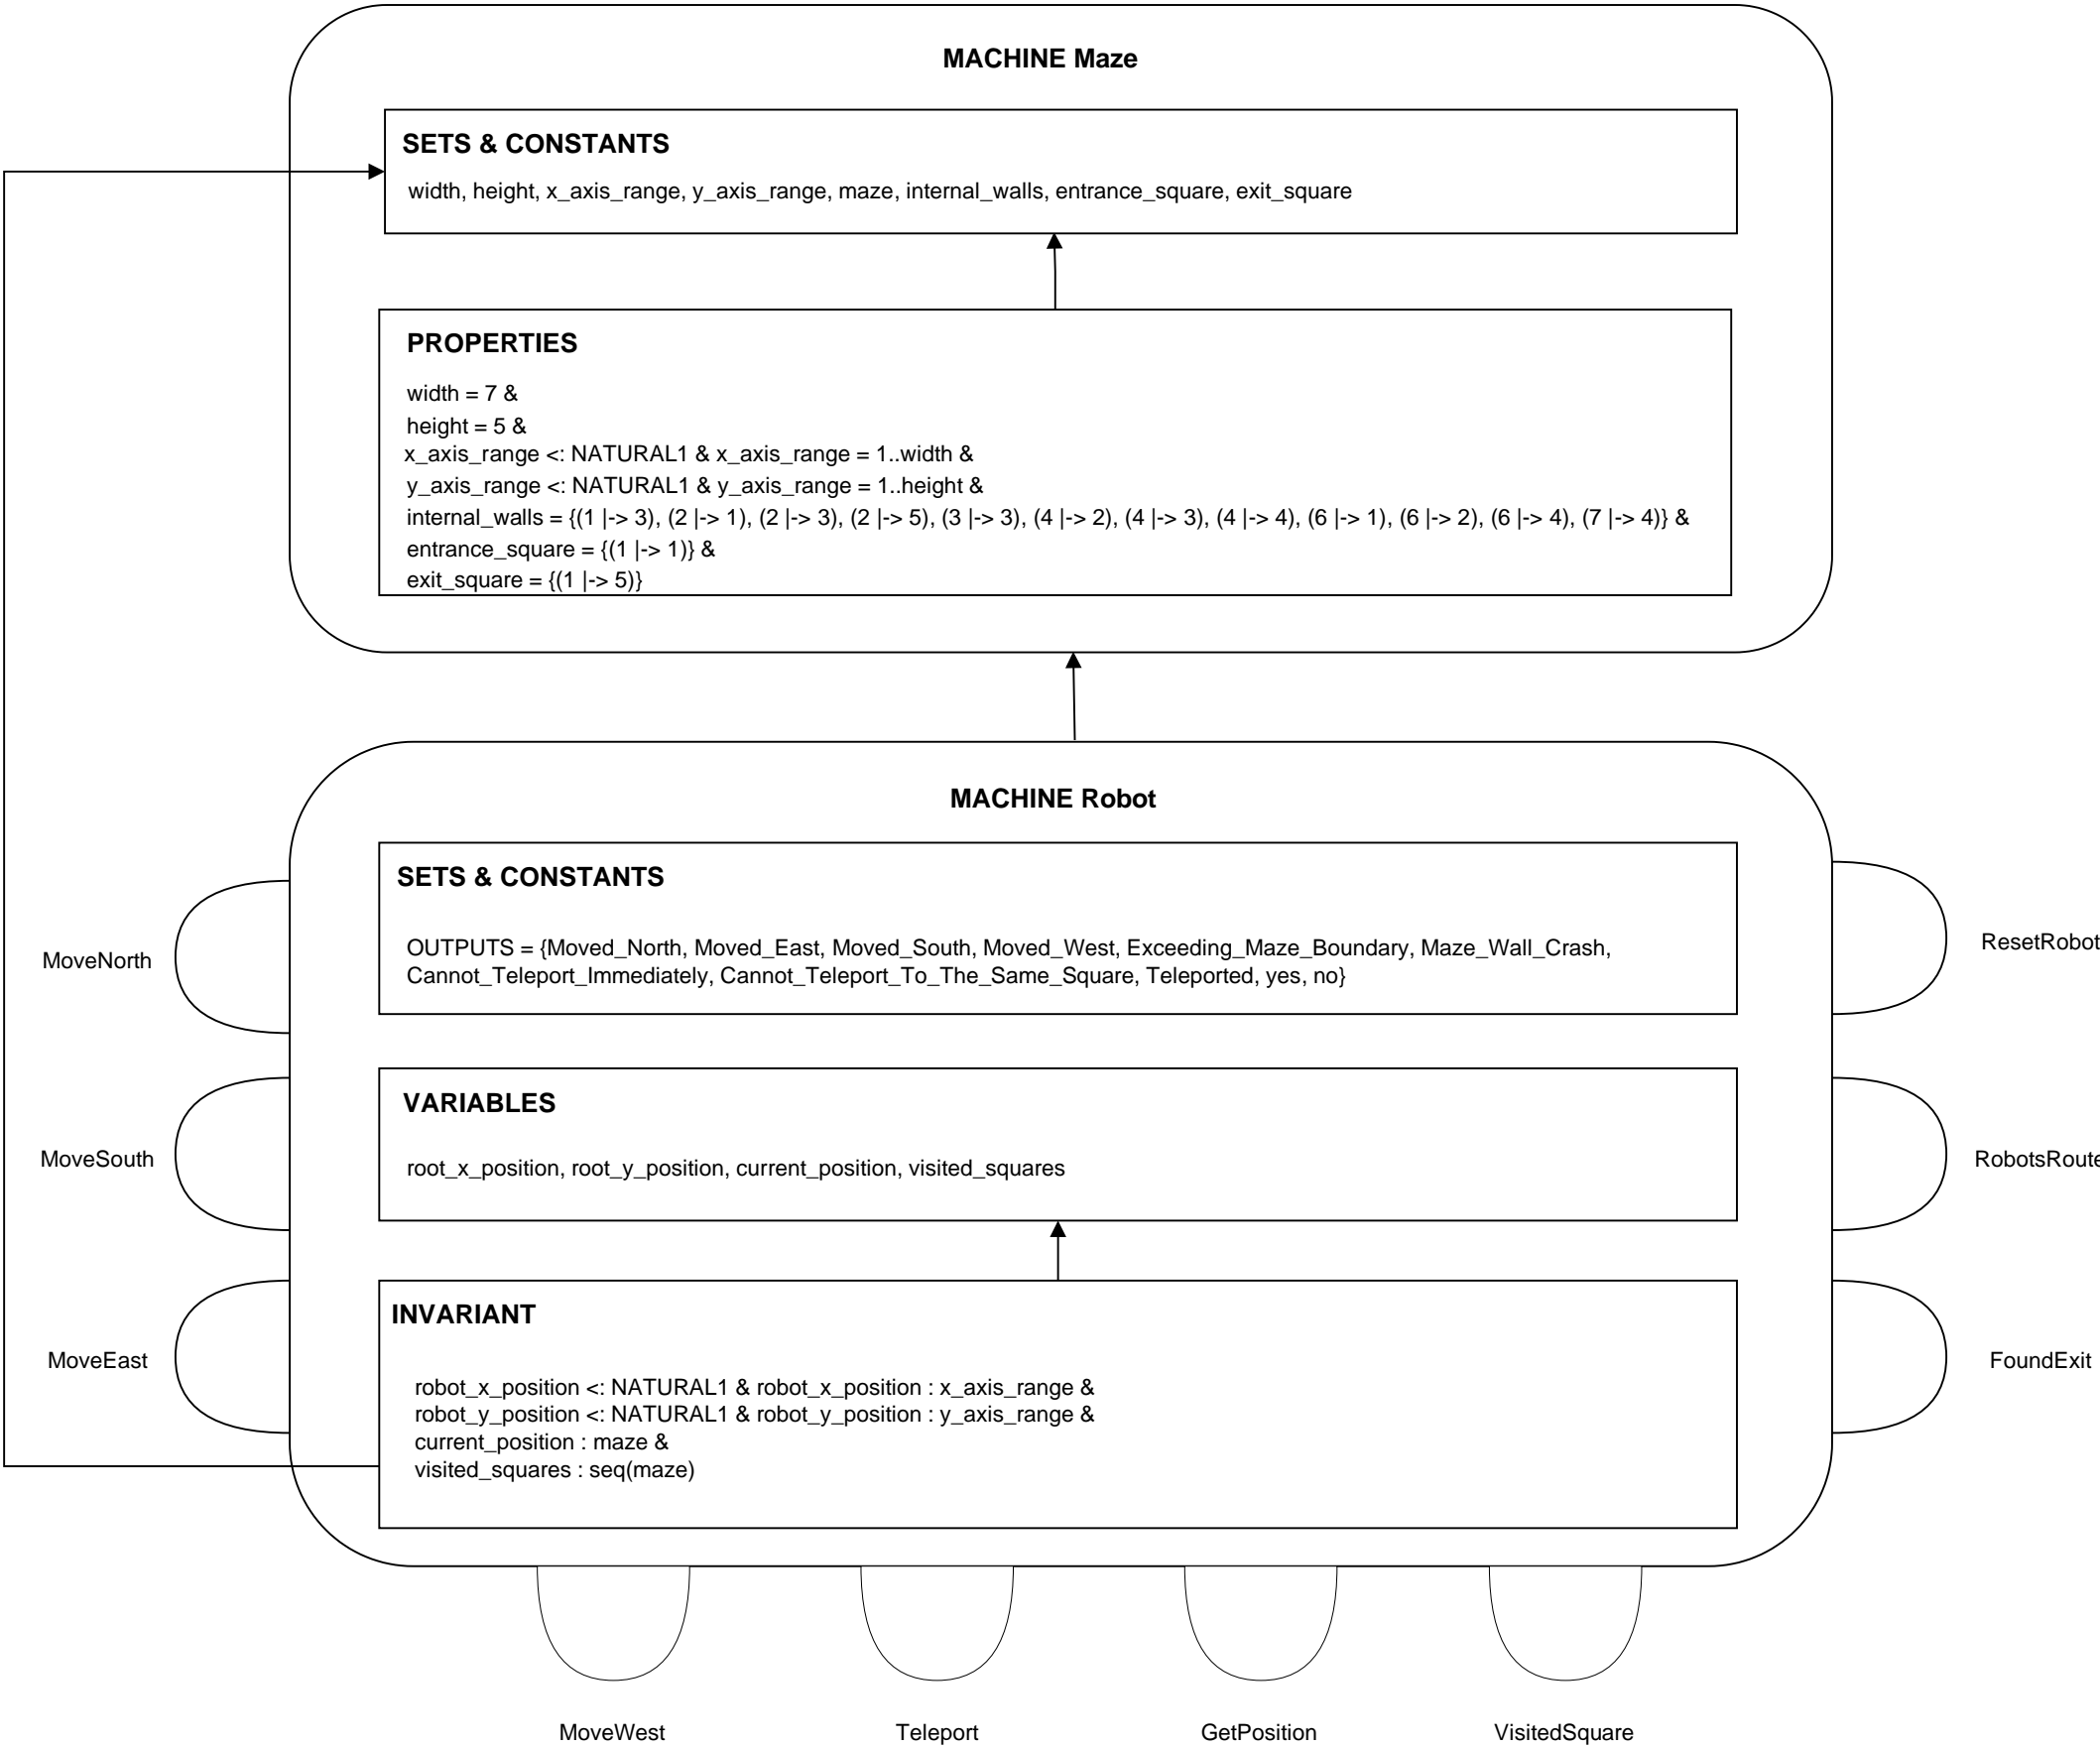 MACHINE Maze
SETS & CONSTANTS
width, height, x_axis_range, y_axis_range, maze, internal_walls, entrance_square, exit_square
PROPERTIES
width = 7 &
height = 5 &
x_axis_range <: NATURAL1 & x_axis_range = 1..width &
y_axis_range <: NATURAL1 & y_axis_range = 1..height &
internal_walls = {(1 |-> 3), (2 |-> 1), (2 |-> 3), (2 |-> 5), (3 |-> 3), (4 |-> 2), (4 |-> 3), (4 |-> 4), (6 |-> 1), (6 |-> 2), (6 |-> 4), (7 |-> 4)} &
entrance_square = {(1 |-> 1)} &
exit_square = {(1 |-> 5)}
MACHINE Robot
SETS & CONSTANTS
OUTPUTS = {Moved_North, Moved_East, Moved_South, Moved_West, Exceeding_Maze_Boundary, Maze_Wall_Crash,
Cannot_Teleport_Immediately, Cannot_Teleport_To_The_Same_Square, Teleported, yes, no}
MoveNorth
ResetRobot
VARIABLES
root_x_position, root_y_position, current_position, visited_squares
MoveSouth
RobotsRoute
INVARIANT
robot_x_position <: NATURAL1 & robot_x_position : x_axis_range &
robot_y_position <: NATURAL1 & robot_y_position : y_axis_range &
current_position : maze &
visited_squares : seq(maze)
MoveEast
FoundExit
MoveWest
Teleport
GetPosition
VisitedSquare